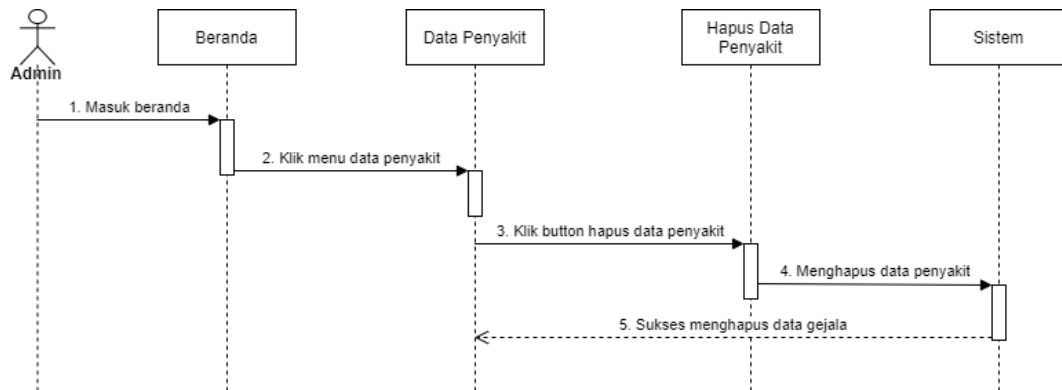 Admin
Beranda
Data Penyakit
Hapus Data
Penyakit
Sistem
1. Masuk beranda
2. Klik menu data penyakit
3. Klik button hapus data penyakit
4. Menghapus data penyakit
5. Sukses menghapus data gejala